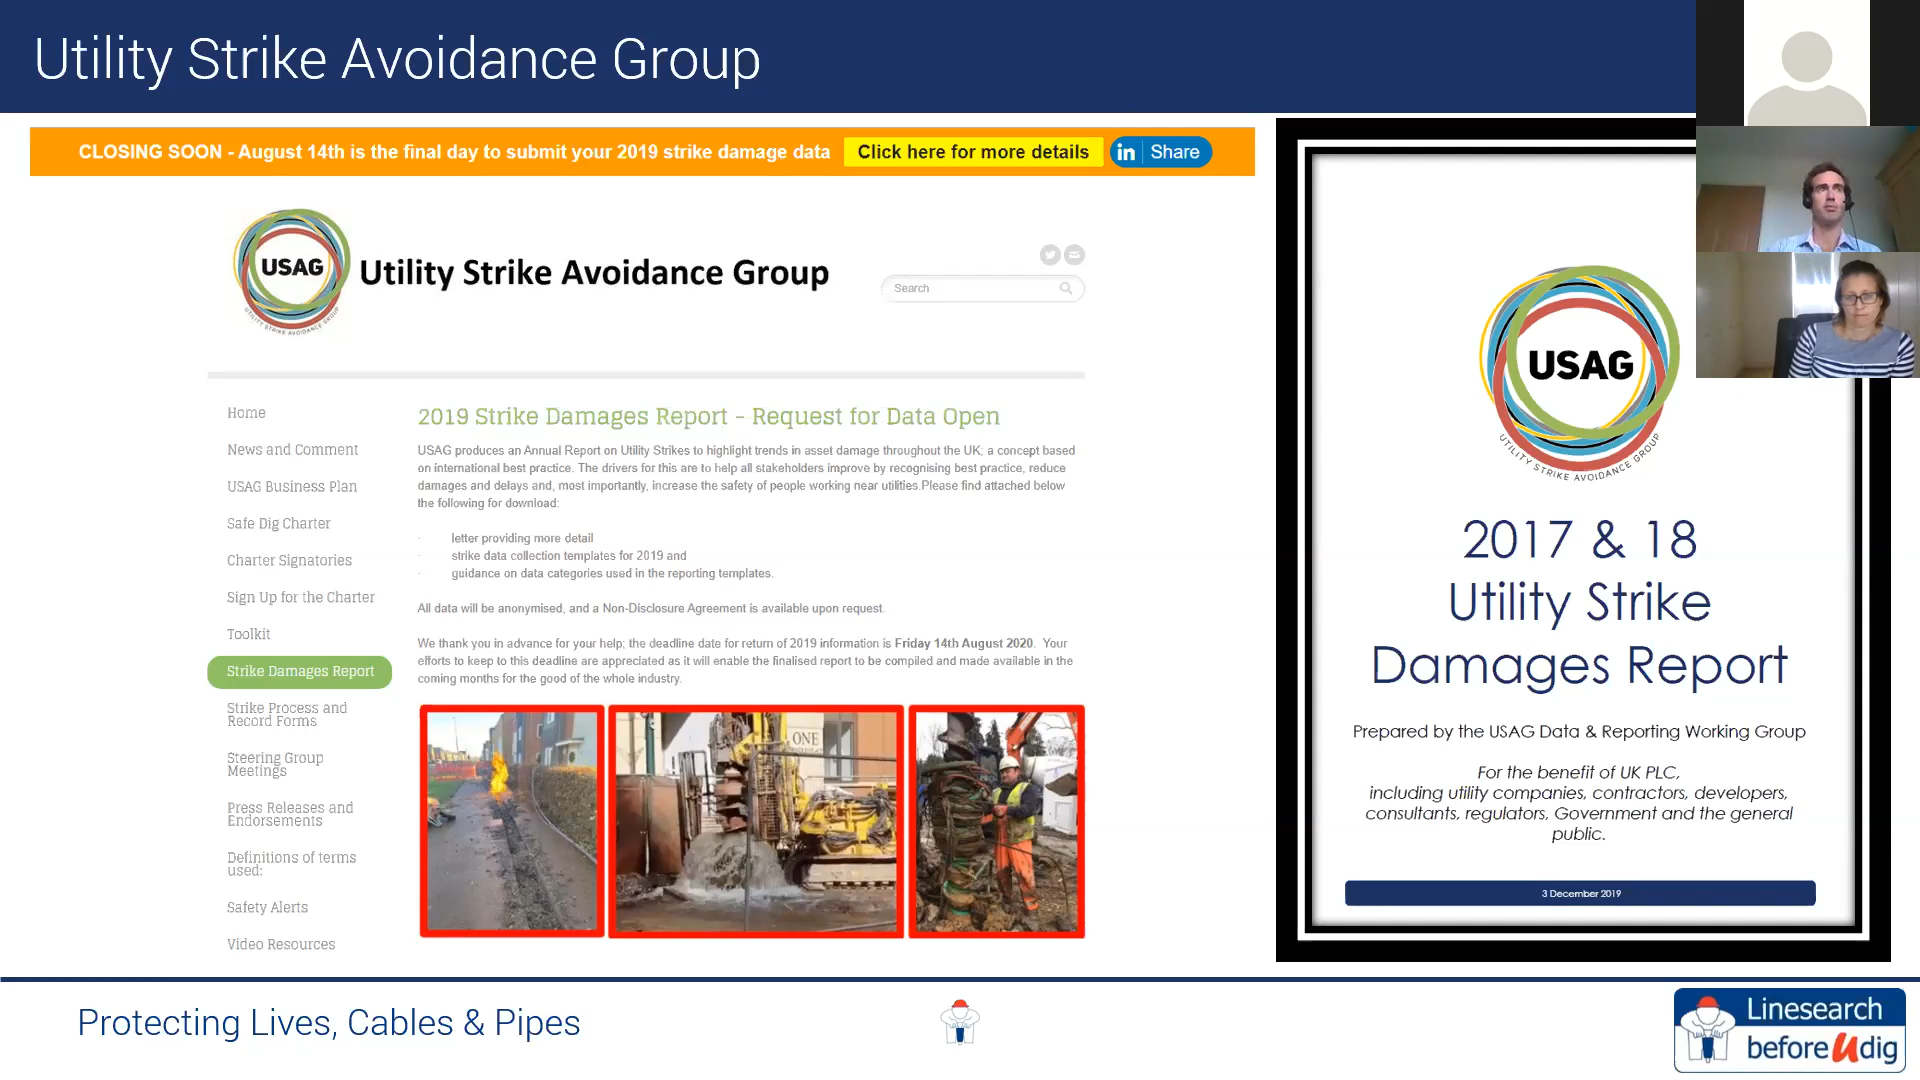 Utility Strike Avoidance Group
CLOSING SOON - August 14th is the final day to submit your 2019 strike damage data
Click here for more details
in Share
USAG
UTILITY STRIKE AVOIDANCE GROUP
Utility Strike Avoidance Group
Search
Home
News and Comment
USAG Business Plan
Safe Dig Charter
Charter Signatories
Sign Up for the Charter
Toolkit
Strike Damages Report
Strike Process and
Record Forms
Steering Group
Meetings
Press Releases and
Endorsements
Definitions of terms
used:
Safety Alerts
Video Resources
2019 Strike Damages Report - Request for Data Open
USAG produces an Annual Report on Utility Strikes to highlight trends in asset damage throughout the UK; a concept based
on international best practice. The drivers for this are to help all stakeholders improve by recognising best practice, reduce
damages and delays and, most importantly, increase the safety of people working near utilities.Please find attached below
the following for download:
· letter providing more detail
· strike data collection templates for 2019 and
· guidance on data categories used in the reporting templates.
All data will be anonymised, and a Non-Disclosure Agreement is available upon request.
We thank you in advance for your help; the deadline date for return of 2019 information is Friday 14th August 2020. Your
efforts to keep to this deadline are appreciated as it will enable the finalised report to be compiled and made available in the
coming months for the good of the whole industry.
ONE
USAG
UTILITY STRIKE AVOIDANCE GROUP
2017 & 18
Utility Strike
Damages Report
Prepared by the USAG Data & Reporting Working Group
For the benefit of UK PLC,
including utility companies, contractors, developers,
consultants, regulators, Government and the general
public.
3 December 2019
Protecting Lives, Cables & Pipes
Linesearch
beforeUdig